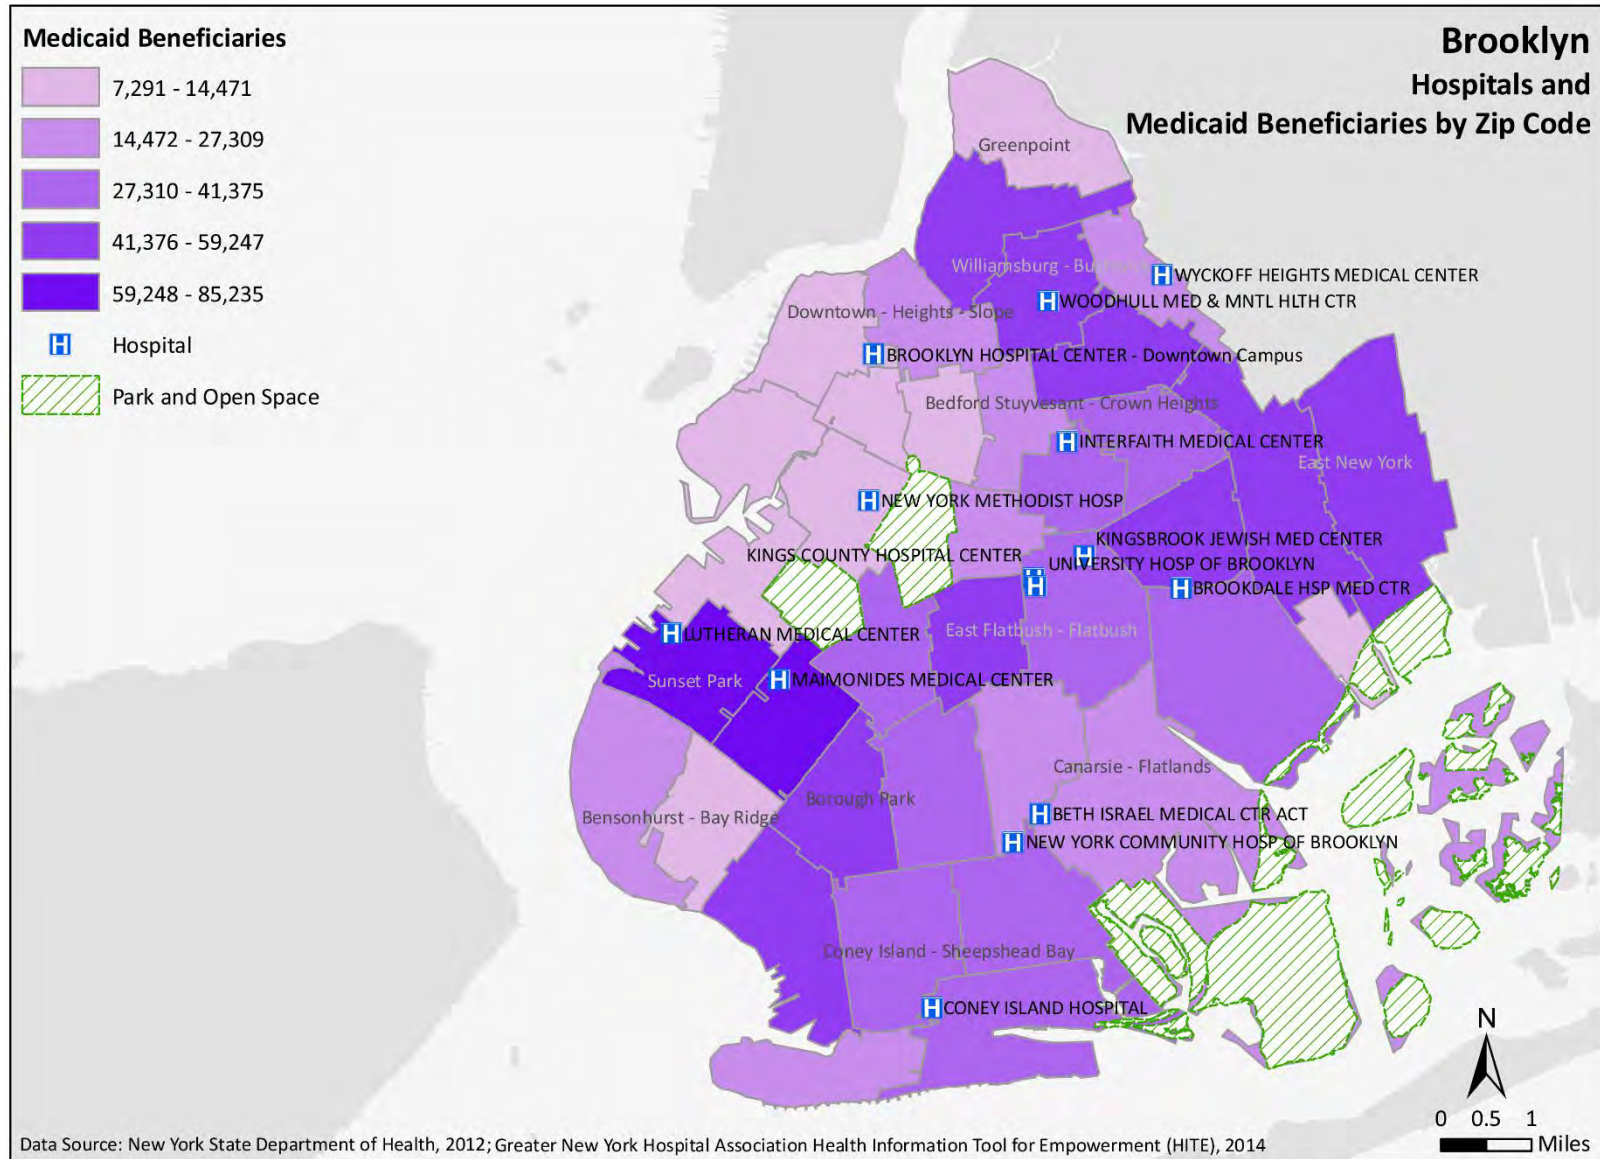 Medicaid Beneficiaries
7,291 - 14,471
14,472 - 27,309
27,310 - 41,375
41,376 - 59,247
59,248 - 85,235
H Hospital
Park and Open Space
Brooklyn
Hospitals and
Medicaid Beneficiaries by Zip Code
Greenpoint
Williamsburg -
H WYCKOFF HEIGHTS MEDICAL CENTER
H WOODHULL MED & MNTL HLTH CTR
Downtown - Heights - Slope
H BROOKLYN HOSPITAL CENTER - Downtown Campus
Bedford Stuyvesant - Crown Heights
H INTERFAITH MEDICAL CENTER
East New York
H NEW YORK METHODIST HOSP
KINGSBROOK JEWISH MED CENTER
H
KINGS COUNTY HOSPITAL CENTER
H UNIVERSITY HOSP OF BROOKLYN
H
H BROOKDALE HSP MED CTR
East Flatbush - Flatbush
H LUTHERAN MEDICAL CENTER
Sunset Park
H MAIMONIDES MEDICAL CENTER
Canarsie - Flatlands
Borough Park
Bensonhurst - Bay Ridge
H BETH ISRAEL MEDICAL CTR ACT
H NEW YORK COMMUNITY HOSP OF BROOKLYN
Coney Island - Sheepshead Bay
H CONEY ISLAND HOSPITAL
N
0 0.5 1
Miles
Data Source: New York State Department of Health, 2012; Greater New York Hospital Association Health Information Tool for Empowerment (HITE), 2014